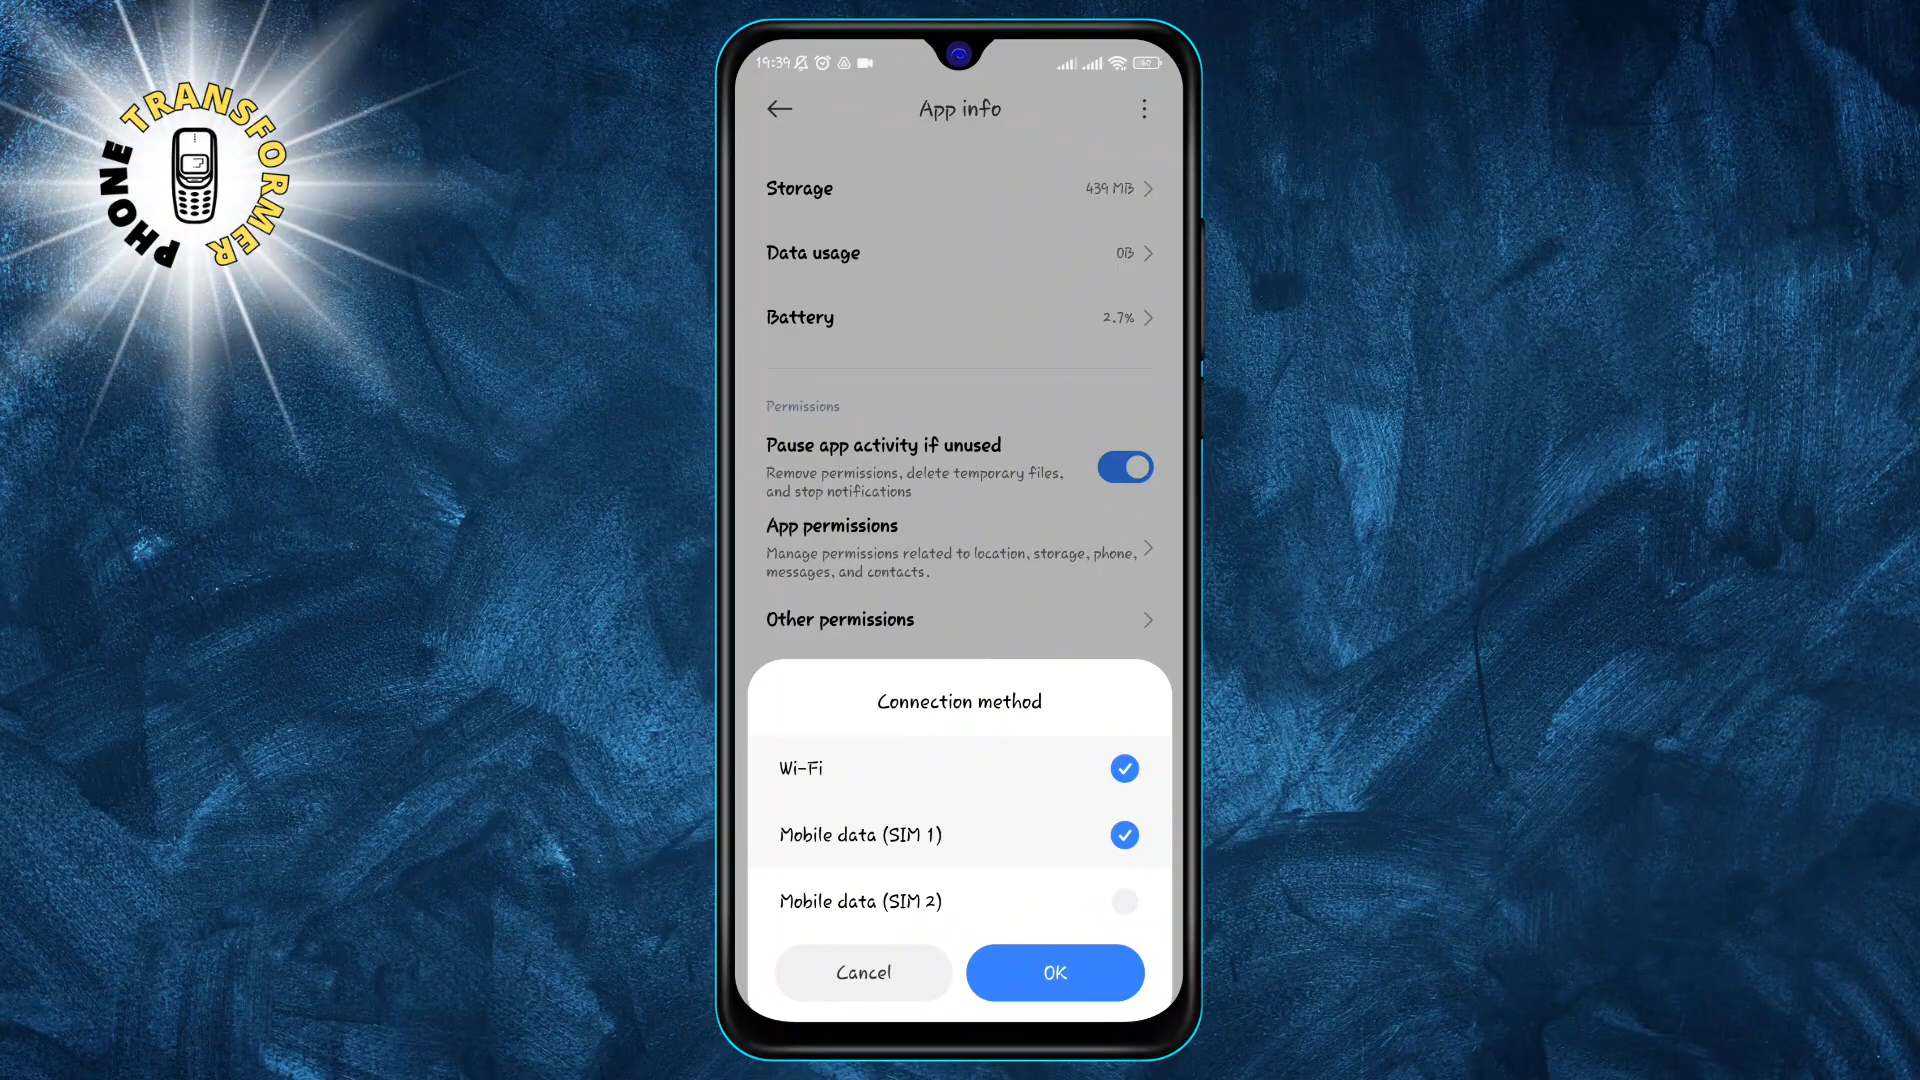 PHONE TRANSFORMER
19:39
60
App info
Storage
439 MB
Data usage
0B
Battery
2.7%
Permissions
Pause app activity if unused
Remove permissions, delete temporary files,
and stop notifications
App permissions
Manage permissions related to location, storage, phone,
messages, and contacts.
Other permissions
Connection method
Wi-Fi
Mobile data (SIM 1)
Mobile data (SIM 2)
Cancel
OK